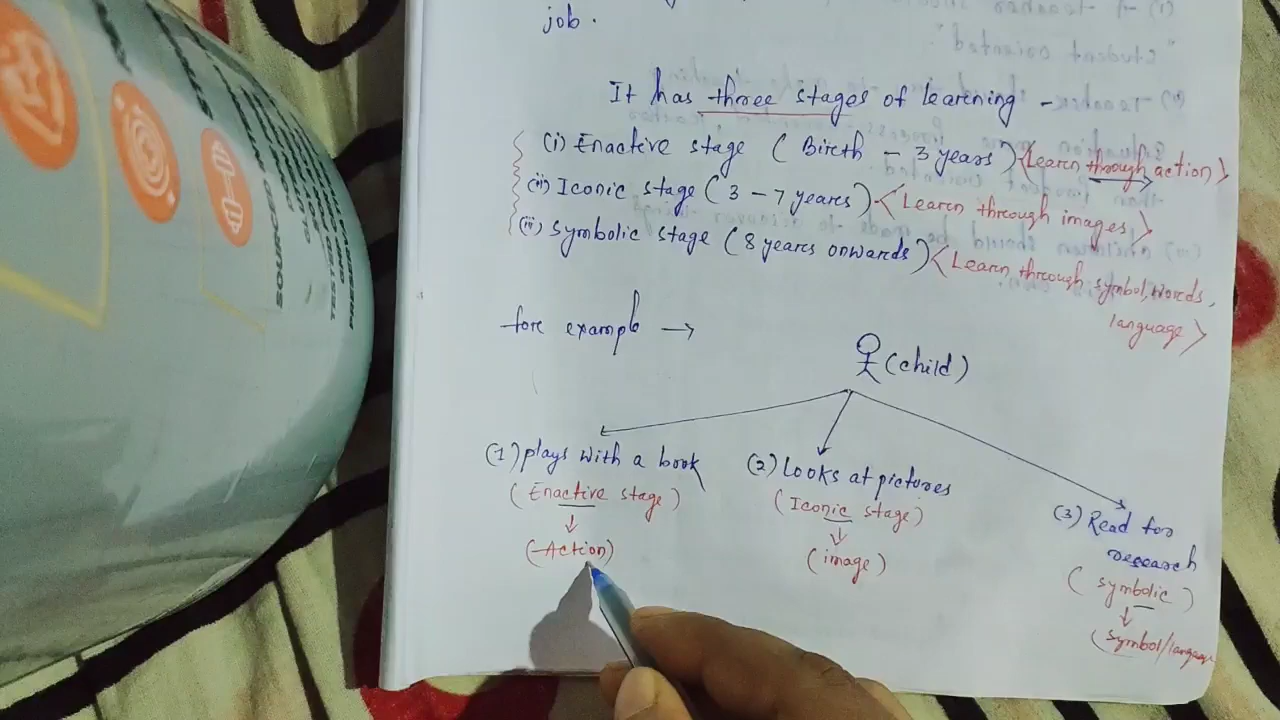 job.
It has three stages of learning -
(i) Enactive stage (Birth - 3 years) <Learn through action>
(ii) Iconic stage (3 - 7 years) <Learn through images>
(iii) Symbolic stage (8 years onwards) <Learn through symbol, words,
language>
for example →
(child)
(1) plays with a book
(Enactive stage)
↓
(Action)
(2) Looks at pictures
(Iconic stage)
↓
(image)
(3) Read for
research
(symbolic)
↓
(symbol/language